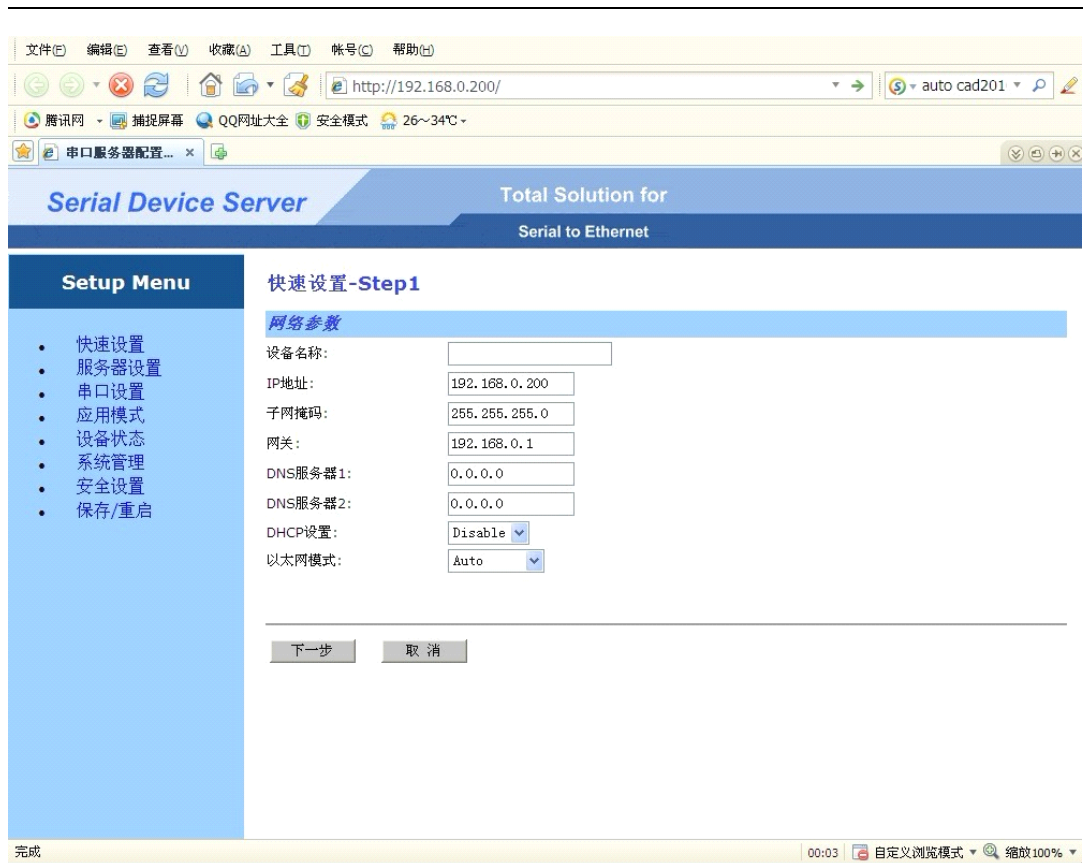 文件(F) 编辑(E) 查看(V) 收藏(A) 工具(T) 帐号(C) 帮助(H)
http://192.168.0.200/ auto cad201
腾讯网 捕捉屏幕 QQ网址大全 安全模式 26～34℃
串口服务器配置...
Serial Device Server
Total Solution for
Serial to Ethernet
Setup Menu
快速设置
服务器设置
串口设置
应用模式
设备状态
系统管理
安全设置
保存/重启
快速设置-Step1
网络参数
设备名称:
IP地址: 192.168.0.200
子网掩码: 255.255.255.0
网关: 192.168.0.1
DNS服务器1: 0.0.0.0
DNS服务器2: 0.0.0.0
DHCP设置: Disable
以太网模式: Auto
下一步 取 消
完成 00:03 自定义浏览模式 缩放100%